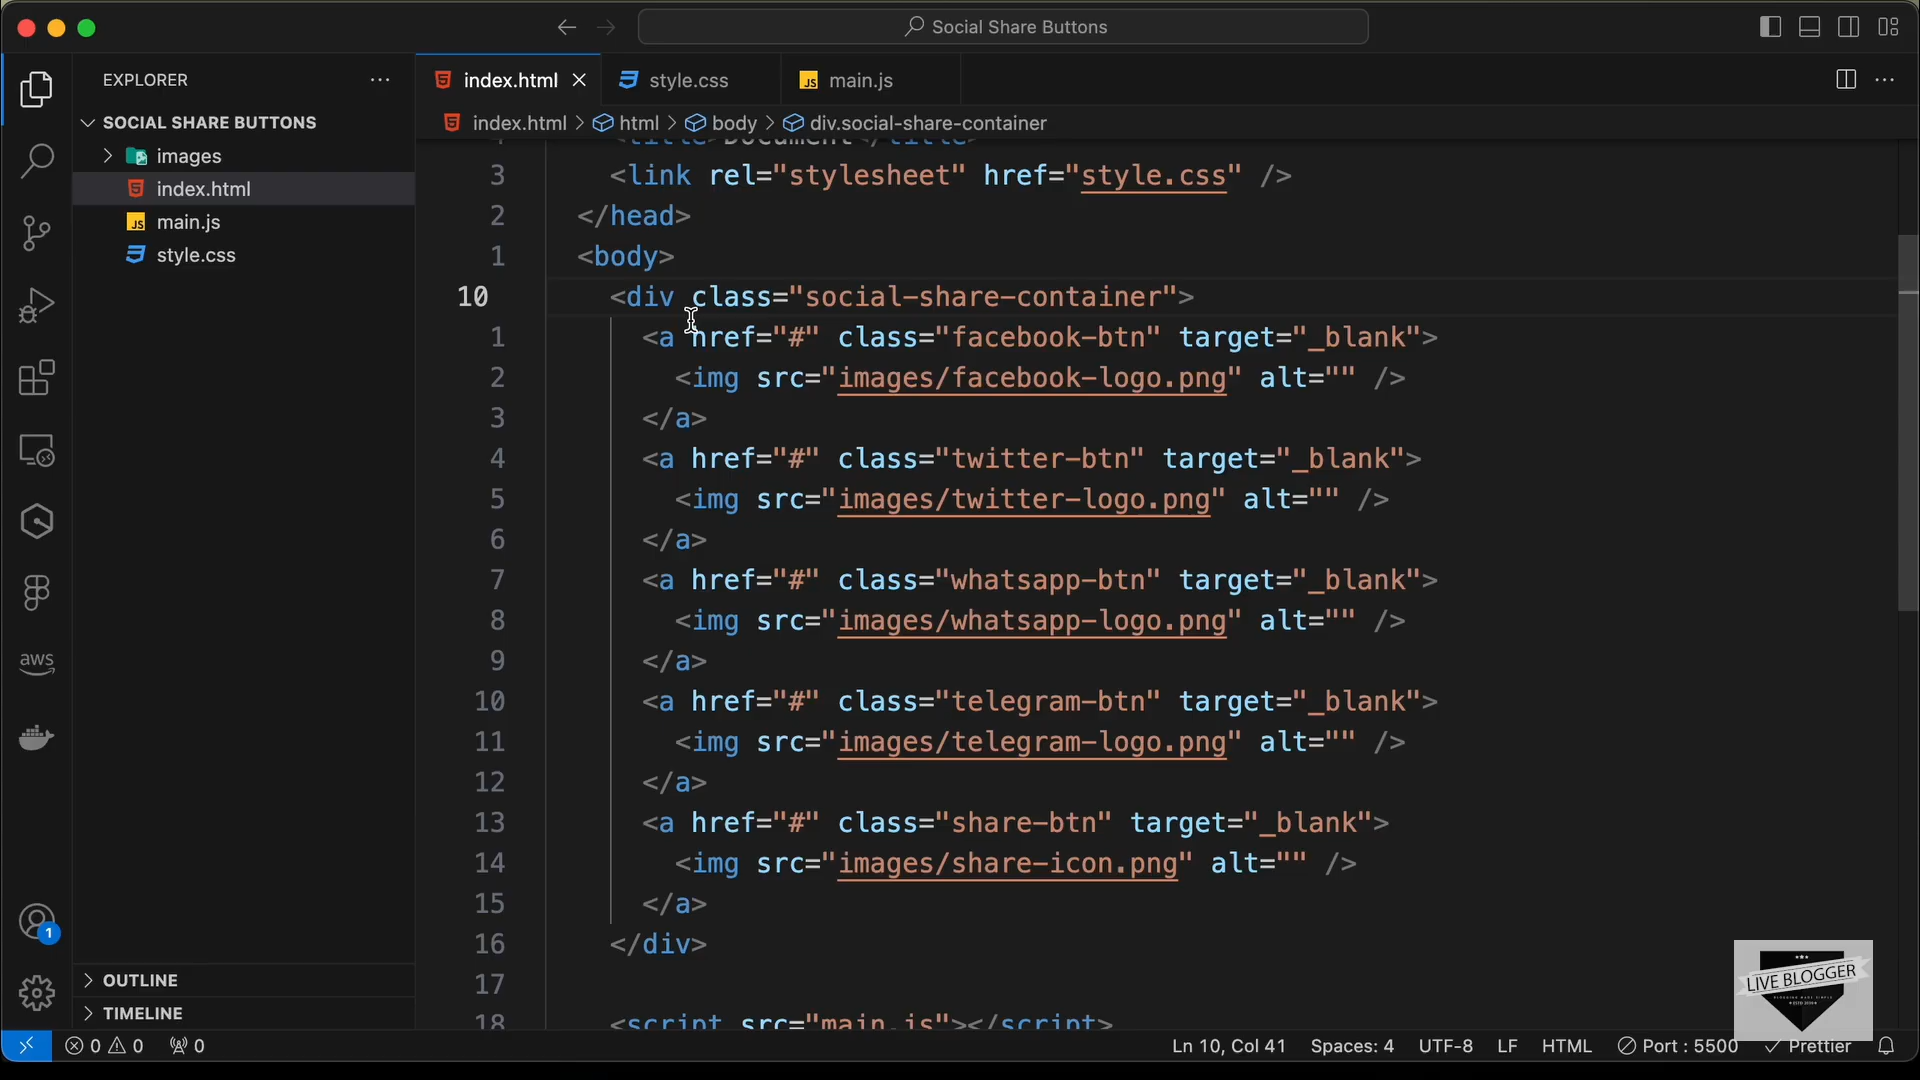 Social Share Buttons
EXPLORER
SOCIAL SHARE BUTTONS
images
index.html
main.js
style.css
OUTLINE
TIMELINE
aws
1
index.html
style.css
JS main.js
index.html > html > body > div.social-share-container
4 <title>Document</title>
3 <link rel="stylesheet" href="style.css" />
2 </head>
1 <body>
10 <div class="social-share-container">
1 <a href="#" class="facebook-btn" target="_blank">
2 <img src="images/facebook-logo.png" alt="" />
3 </a>
4 <a href="#" class="twitter-btn" target="_blank">
5 <img src="images/twitter-logo.png" alt="" />
6 </a>
7 <a href="#" class="whatsapp-btn" target="_blank">
8 <img src="images/whatsapp-logo.png" alt="" />
9 </a>
10 <a href="#" class="telegram-btn" target="_blank">
11 <img src="images/telegram-logo.png" alt="" />
12 </a>
13 <a href="#" class="share-btn" target="_blank">
14 <img src="images/share-icon.png" alt="" />
15 </a>
16 </div>
17
18 <script src="main.js"></script>
LIVE BLOGGER
0 0 0
Ln 10, Col 41 Spaces: 4 UTF-8 LF HTML Port : 5500 Prettier